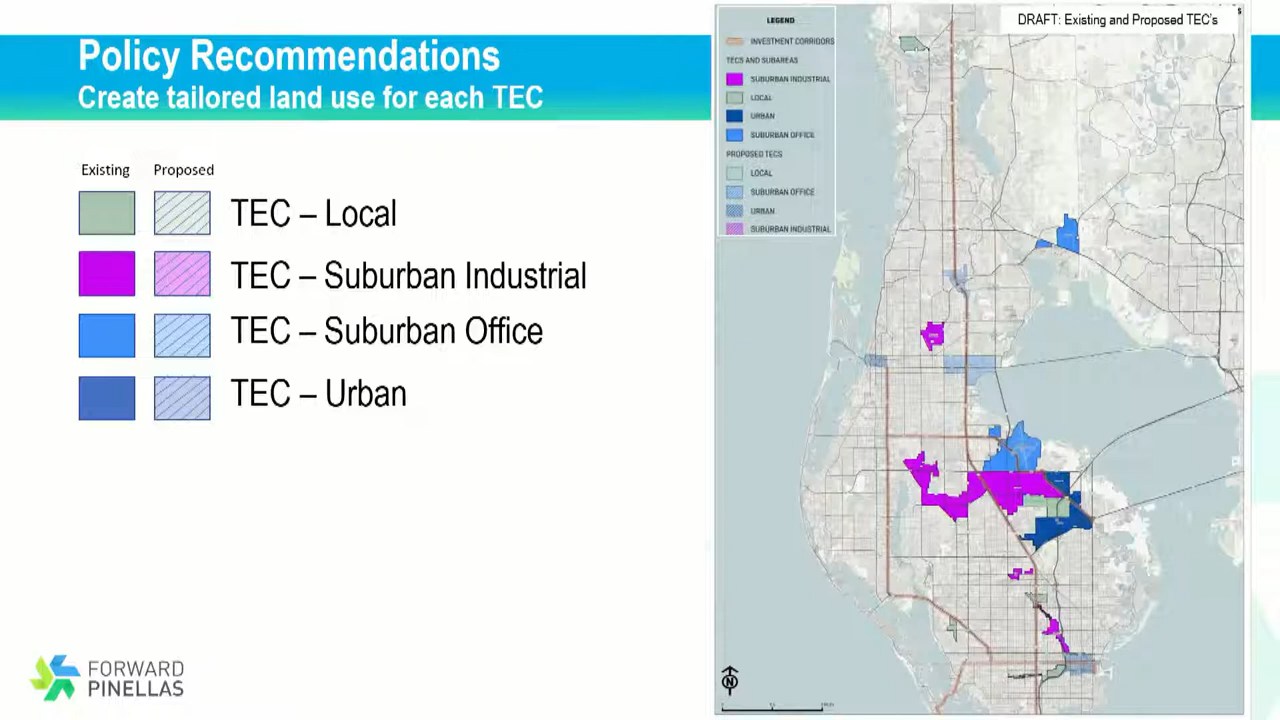 Policy Recommendations
Create tailored land use for each TEC
Existing Proposed
TEC – Local
TEC – Suburban Industrial
TEC – Suburban Office
TEC – Urban
FORWARD
PINELLAS
DRAFT: Existing and Proposed TEC's
LEGEND
INVESTMENT CORRIDORS
TECS AND SUBAREAS
SUBURBAN INDUSTRIAL
LOCAL
URBAN
SUBURBAN OFFICE
PROPOSED TECS
LOCAL
SUBURBAN OFFICE
URBAN
SUBURBAN INDUSTRIAL
N